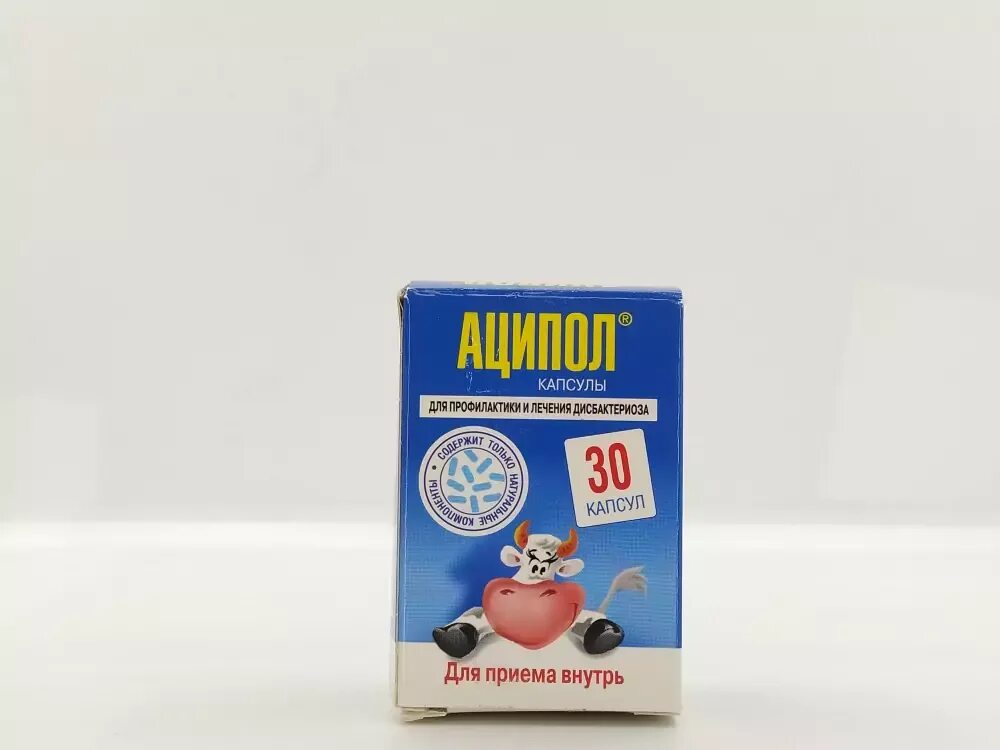 АЦИПОЛ®
КАПСУЛЫ
ДЛЯ ПРОФИЛАКТИКИ И ЛЕЧЕНИЯ ДИСБАКТЕРИОЗА
• СОДЕРЖИТ ТОЛЬКО НАТУРАЛЬНЫЕ КОМПОНЕНТЫ
30
КАПСУЛ
Для приема внутрь